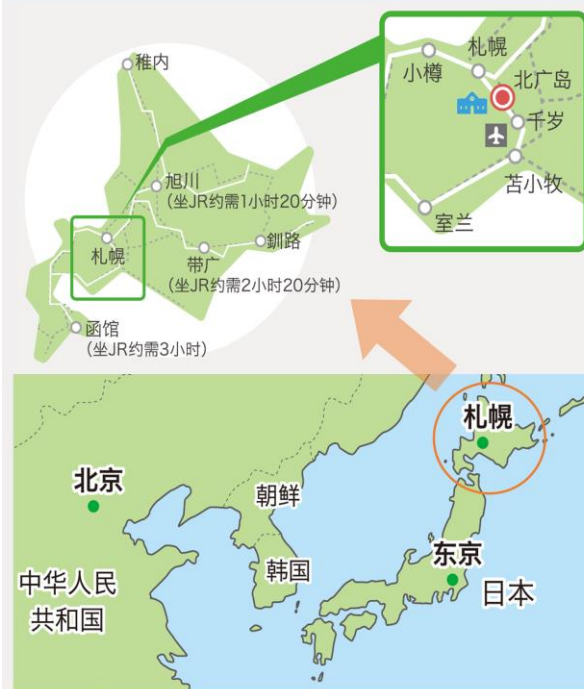 稚内
旭川
(坐JR约需1小时20分钟)
札幌
带广
(坐JR约需2小时20分钟)
釧路
函馆
(坐JR约需3小时)
小樽
札幌
北广岛
千岁
苫小牧
室兰
札幌
北京
朝鲜
韩国
东京
日本
中华人民
共和国